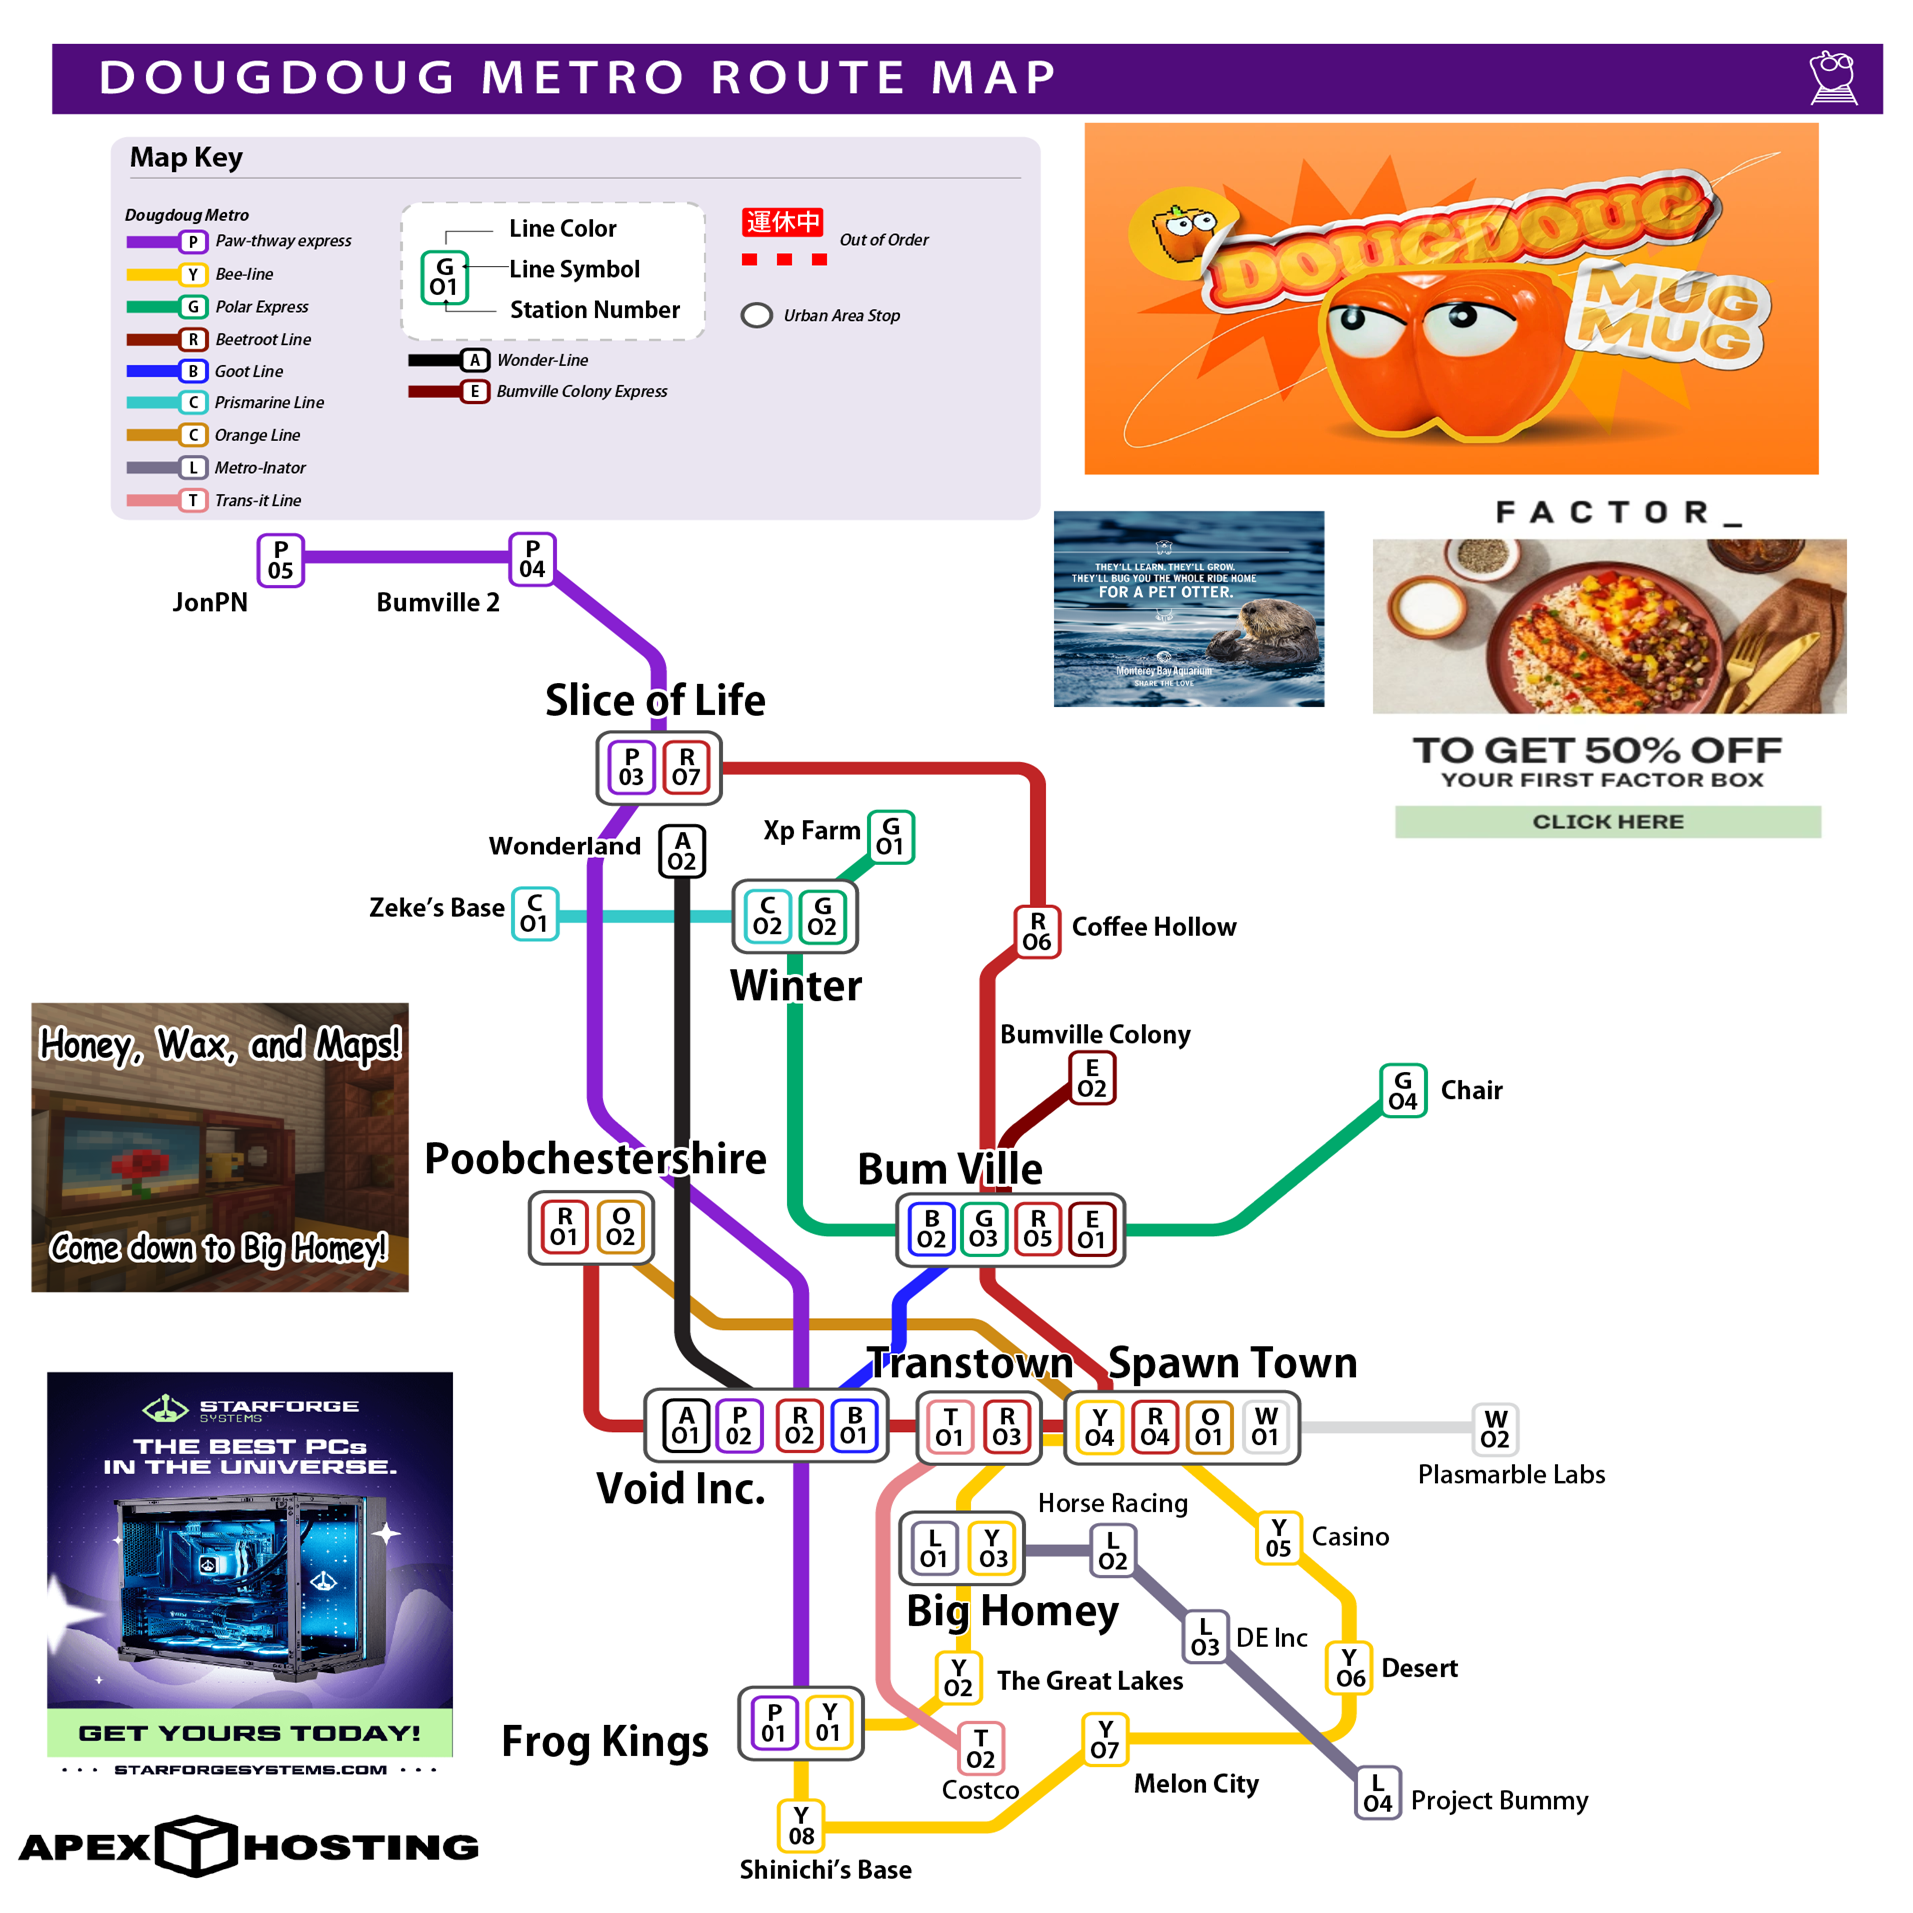 DOUGDOUG METRO ROUTE MAP
Map Key
Dougdoug Metro
P Paw-thway express
Y Bee-line
G Polar Express
R Beetroot Line
B Goot Line
C Prismarine Line
C Orange Line
L Metro-Inator
T Trans-it Line
G
01
Line Color
Line Symbol
Station Number
A Wonder-Line
E Bumville Colony Express
運休中
Out of Order
Urban Area Stop
DOUGDOUG
MUG
MUG
THEY'LL LEARN. THEY'LL GROW.
THEY'LL BUG YOU THE WHOLE RIDE HOME
FOR A PET OTTER.
Monterey Bay Aquarium
SHARE THE LOVE
FACTOR_
TO GET 50% OFF
YOUR FIRST FACTOR BOX
CLICK HERE
P
05
JonPN
P
04
Bumville 2
Slice of Life
P
03
R
07
Wonderland
A
02
Xp Farm
G
01
Zeke's Base
C
01
C
02
G
02
Winter
R
06
Coffee Hollow
Bumville Colony
E
02
G
04
Chair
Honey, Wax, and Maps!
Come down to Big Homey!
Poobchestershire
R
01
O
02
Bum Ville
B
02
G
03
R
05
E
01
Transtown
Spawn Town
A
01
P
02
R
02
B
01
Void Inc.
T
01
R
03
Y
04
R
04
O
01
W
01
W
02
Plasmarble Labs
L
01
Y
03
Big Homey
Horse Racing
L
02
Y
05
Casino
L
03
DE Inc
Y
06
Desert
Y
02
The Great Lakes
P
01
Y
01
Frog Kings
T
02
Costco
Y
07
Melon City
L
04
Project Bummy
Y
08
Shinichi's Base
STARFORGE
SYSTEMS
THE BEST PCs
IN THE UNIVERSE.
GET YOURS TODAY!
• • • STARFORGESYSTEMS.COM • • •
APEX HOSTING